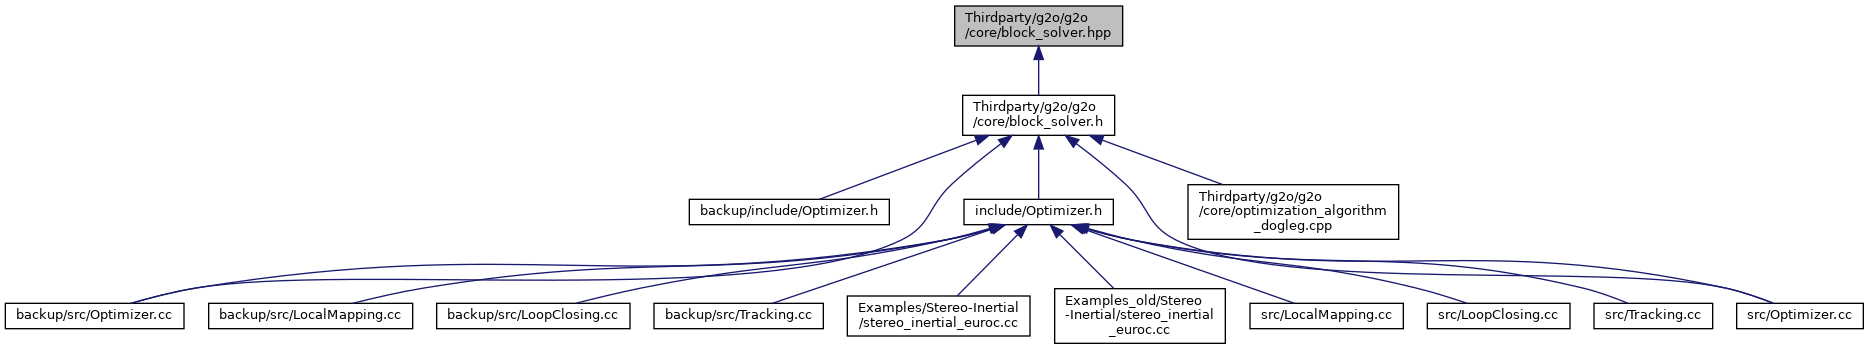 Thirdparty/g2o/g2o
/core/block_solver.hpp
Thirdparty/g2o/g2o
/core/block_solver.h
backup/include/Optimizer.h
include/Optimizer.h
Thirdparty/g2o/g2o
/core/optimization_algorithm
_dogleg.cpp
backup/src/Optimizer.cc
backup/src/LocalMapping.cc
backup/src/LoopClosing.cc
backup/src/Tracking.cc
Examples/Stereo-Inertial
/stereo_inertial_euroc.cc
Examples_old/Stereo
-Inertial/stereo_inertial
_euroc.cc
src/LocalMapping.cc
src/LoopClosing.cc
src/Tracking.cc
src/Optimizer.cc